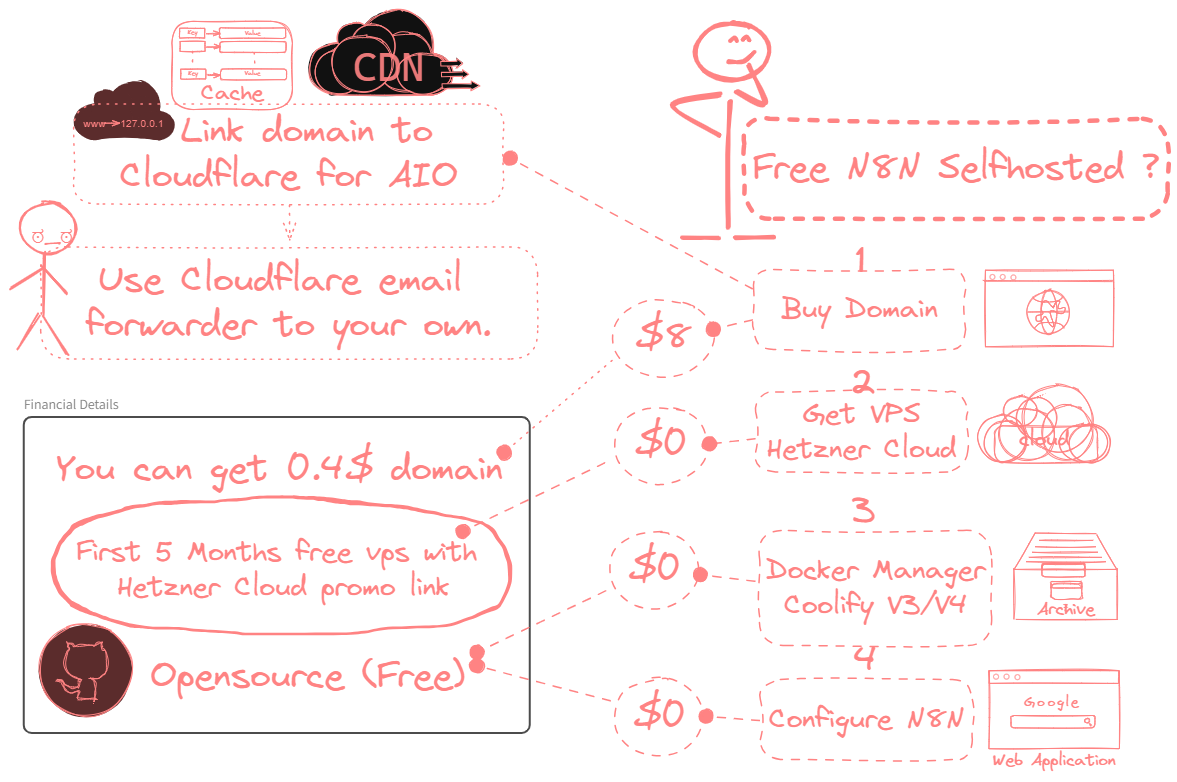 Key
Value
Key
Value
Cache
CDN
www
127.0.0.1
Link domain to
Cloudflare for AIO
Use Cloudflare email
forwarder to your own.
Free N8N Selfhosted ?
1
Buy Domain
$8
2
Get VPS
Hetzner Cloud
$0
cloud
3
Docker Manager
Coolify V3/V4
$0
Archive
4
Configure N8N
$0
Google
Web Application
Financial Details
You can get 0.4$ domain
First 5 Months free vps with
Hetzner Cloud promo link
Opensource (Free)